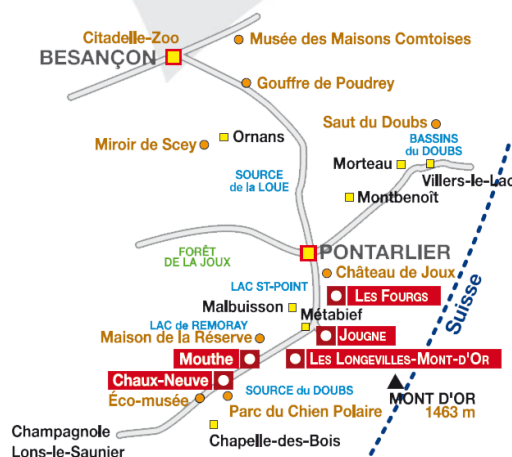 Citadelle-Zoo
Musée des Maisons Comtoises
BESANÇON
Gouffre de Poudrey
Saut du Doubs
BASSINS
du DOUBS
Ornans
Miroir de Scey
Morteau
Villers-le-Lac
SOURCE
de la LOUE
Montbenoît
FORÊT
DE LA JOUX
PONTARLIER
Château de Joux
LAC ST-POINT
LES FOURGS
Suisse
Malbuisson
Métabief
LAC de REMORAY
JOUGNE
Maison de la Réserve
Mouthe
LES LONGEVILLES-MONT-D'OR
Chaux-Neuve
SOURCE du DOUBS
MONT D'OR
1463 m
Éco-musée
Parc du Chien Polaire
Champagnole
Lons-le-Saunier
Chapelle-des-Bois